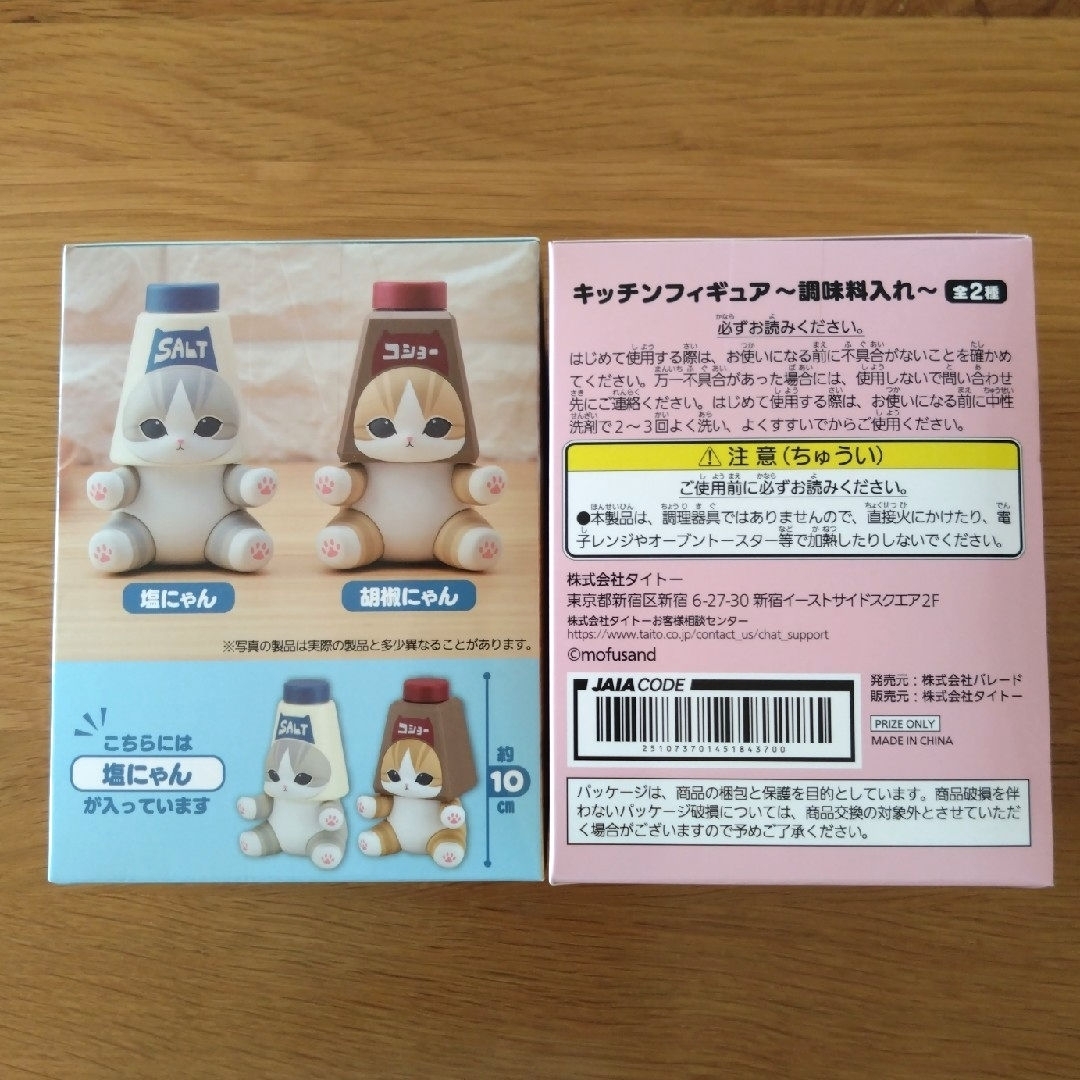 SALT
コショー
塩にゃん
胡椒にゃん
※写真の製品は実際の製品と多少異なることがあります。
こちらには
塩にゃん
が入っています
SALT
コショー
約
10
cm
キッチンフィギュア～調味料入れ～ 全2種
必ずお読みください。
はじめて使用する際は、お使いになる前に不具合がないことを確かめ
てください。万一不具合があった場合には、使用しないで問い合わせ
先にご連絡ください。はじめて使用する際は、お使いになる前に中性
洗剤で2～3回よく洗い、よくすすいでからご使用ください。
⚠注意(ちゅうい)
ご使用前に必ずお読みください。
●本製品は、調理器具ではありませんので、直接火にかけたり、電
子レンジやオーブントースター等で加熱したりしないでください。
株式会社タイトー
東京都新宿区新宿 6-27-30 新宿イーストサイドスクエア2F
株式会社タイトーお客様相談センター
https://www.taito.co.jp/contact_us/chat_support
©mofusand
JAIA CODE
251073701451843700
発売元：株式会社パレード
販売元：株式会社タイトー
PRIZE ONLY
MADE IN CHINA
パッケージは、商品の梱包と保護を目的としています。商品破損を伴
わないパッケージ破損については、商品交換の対象外とさせていただ
く場合がございますので予めご了承ください。